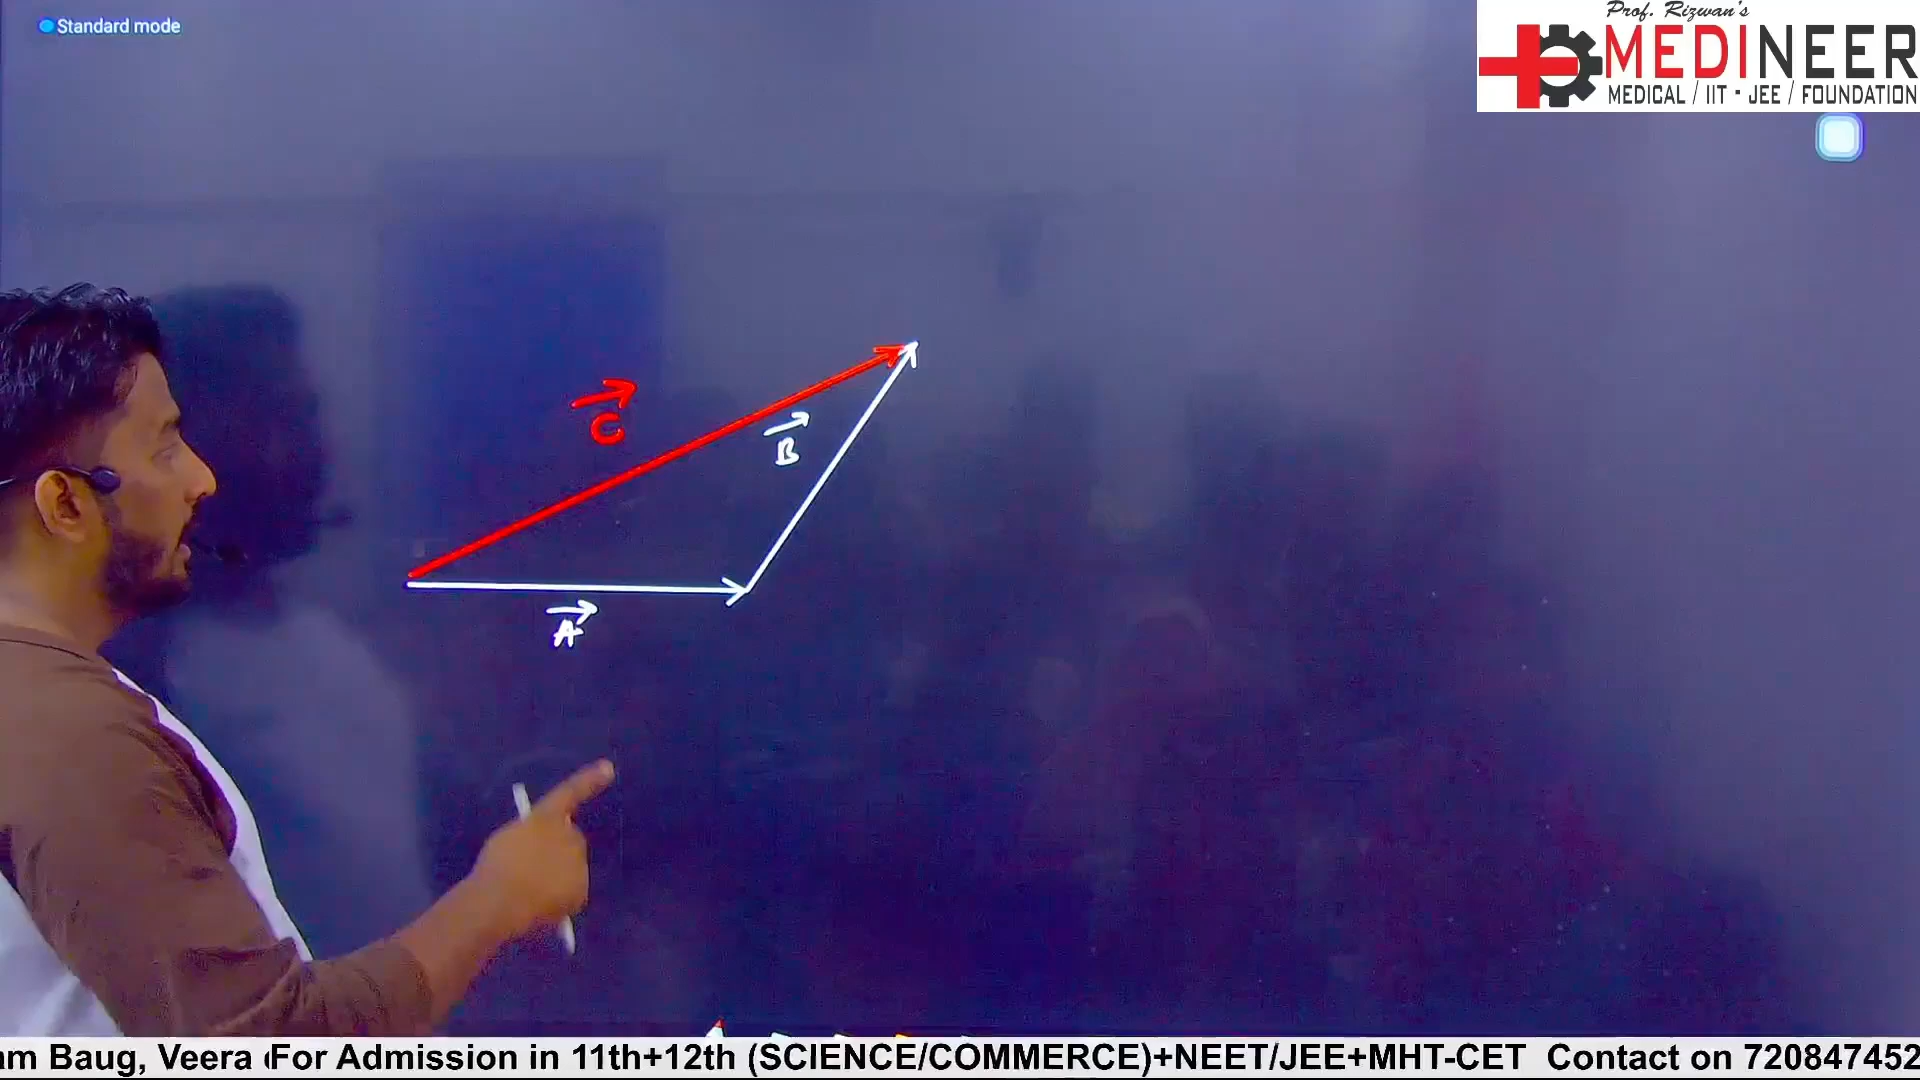 Standard mode
Prof. Rizwan's
MEDINEER
MEDICAL / IIT - JEE / FOUNDATION
C
B
A
am Baug, Veera For Admission in 11th+12th (SCIENCE/COMMERCE)+NEET/JEE+MHT-CET Contact on 720847452